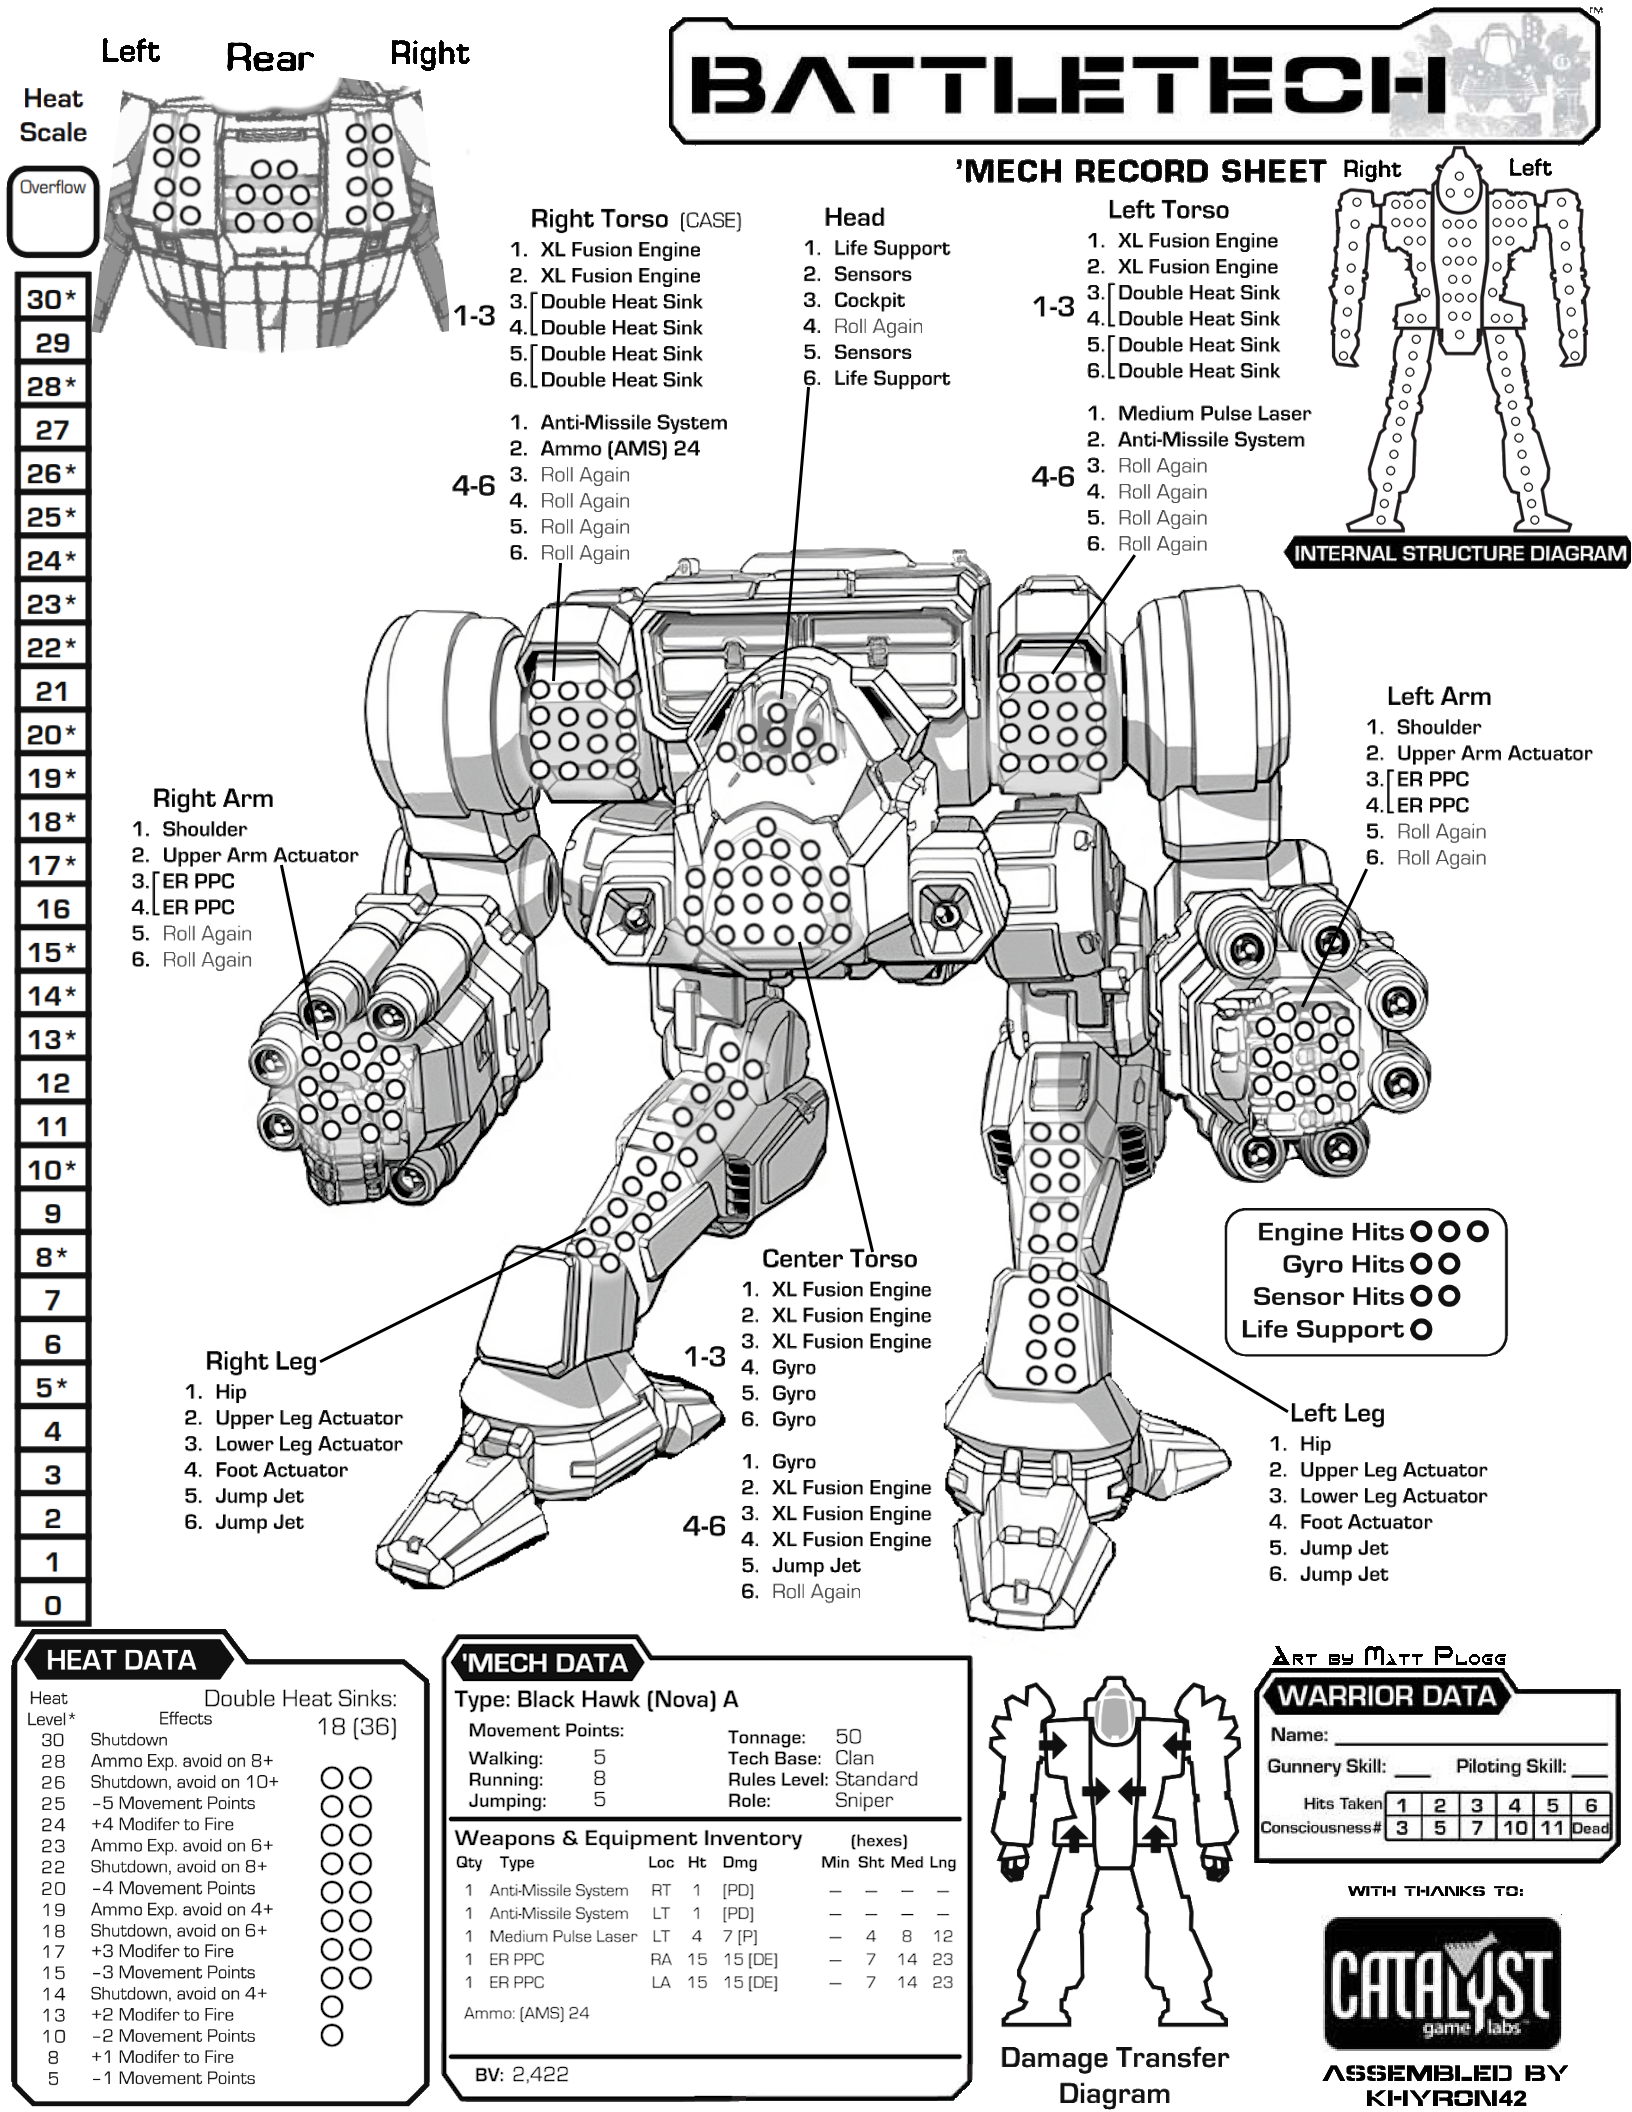 Left Rear Right
Heat
Scale
Overflow
30*
29
28*
27
26*
25*
24*
23*
22*
21
20*
19*
18*
17*
16
15*
14*
13*
12
11
10*
9
8*
7
6
5*
4
3
2
1
0
BATTLETECH
TM
'MECH RECORD SHEET
Right Left
INTERNAL STRUCTURE DIAGRAM
Right Torso (CASE)
1-3
1. XL Fusion Engine
2. XL Fusion Engine
3. Double Heat Sink
4. Double Heat Sink
5. Double Heat Sink
6. Double Heat Sink
4-6
1. Anti-Missile System
2. Ammo (AMS) 24
3. Roll Again
4. Roll Again
5. Roll Again
6. Roll Again
Head
1. Life Support
2. Sensors
3. Cockpit
4. Roll Again
5. Sensors
6. Life Support
Left Torso
1-3
1. XL Fusion Engine
2. XL Fusion Engine
3. Double Heat Sink
4. Double Heat Sink
5. Double Heat Sink
6. Double Heat Sink
4-6
1. Medium Pulse Laser
2. Anti-Missile System
3. Roll Again
4. Roll Again
5. Roll Again
6. Roll Again
Left Arm
1. Shoulder
2. Upper Arm Actuator
3. ER PPC
4. ER PPC
5. Roll Again
6. Roll Again
Right Arm
1. Shoulder
2. Upper Arm Actuator
3. ER PPC
4. ER PPC
5. Roll Again
6. Roll Again
Engine Hits
Gyro Hits
Sensor Hits
Life Support
Center Torso
1-3
1. XL Fusion Engine
2. XL Fusion Engine
3. XL Fusion Engine
4. Gyro
5. Gyro
6. Gyro
4-6
1. Gyro
2. XL Fusion Engine
3. XL Fusion Engine
4. XL Fusion Engine
5. Jump Jet
6. Roll Again
Right Leg
1. Hip
2. Upper Leg Actuator
3. Lower Leg Actuator
4. Foot Actuator
5. Jump Jet
6. Jump Jet
Left Leg
1. Hip
2. Upper Leg Actuator
3. Lower Leg Actuator
4. Foot Actuator
5. Jump Jet
6. Jump Jet
HEAT DATA
Heat
Level* Effects
Double Heat Sinks:
18 (36)
30 Shutdown
28 Ammo Exp. avoid on 8+
26 Shutdown, avoid on 10+
25 -5 Movement Points
24 +4 Modifer to Fire
23 Ammo Exp. avoid on 6+
22 Shutdown, avoid on 8+
20 -4 Movement Points
19 Ammo Exp. avoid on 4+
18 Shutdown, avoid on 6+
17 +3 Modifer to Fire
15 -3 Movement Points
14 Shutdown, avoid on 4+
13 +2 Modifer to Fire
10 -2 Movement Points
8 +1 Modifer to Fire
5 -1 Movement Points
'MECH DATA
Type: Black Hawk (Nova) A
Movement Points:
Walking: 5
Running: 8
Jumping: 5
Tonnage: 50
Tech Base: Clan
Rules Level: Standard
Role: Sniper
Weapons & Equipment Inventory (hexes)
Qty Type Loc Ht Dmg Min Sht Med Lng
1 Anti-Missile System RT 1 [PD] — — — —
1 Anti-Missile System LT 1 [PD] — — — —
1 Medium Pulse Laser LT 4 7 [P] — 4 8 12
1 ER PPC RA 15 15 [DE] — 7 14 23
1 ER PPC LA 15 15 [DE] — 7 14 23
Ammo: (AMS) 24
BV: 2,422
Damage Transfer
Diagram
Art by Matt Plogg
WARRIOR DATA
Name:
Gunnery Skill: Piloting Skill:
Hits Taken 1 2 3 4 5 6
Consciousness# 3 5 7 10 11 Dead
WITH THANKS TO:
CATALYST
game labs
ASSEMBLED BY
KHYRON42